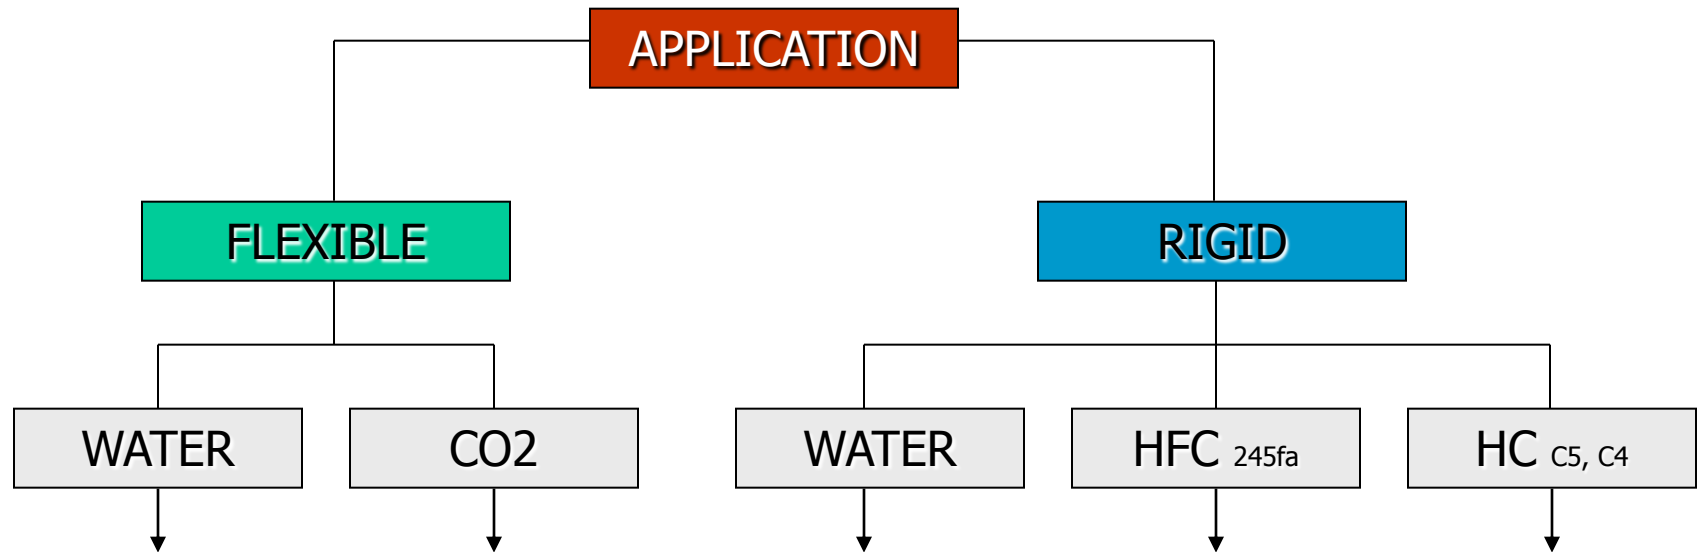 APPLICATION
FLEXIBLE
RIGID
WATER
CO2
WATER
HFC 245fa
HC C5, C4